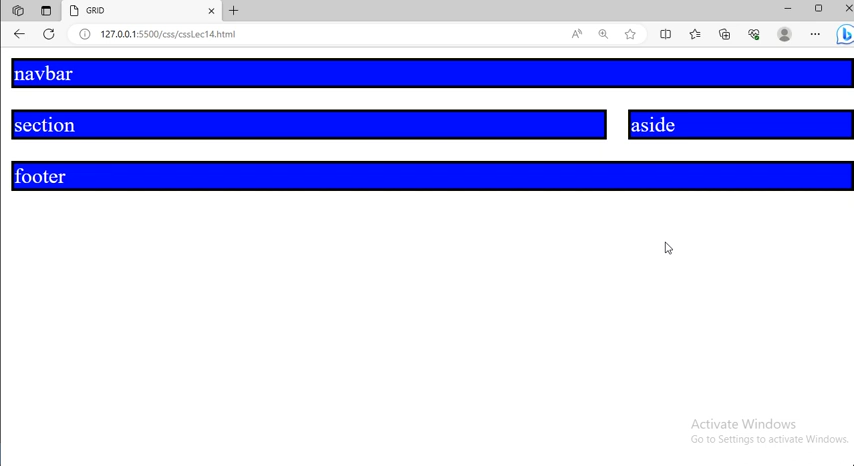 GRID
127.0.0.1:5500/css/cssLec14.html
navbar
section
aside
footer
Activate Windows
Go to Settings to activate Windows.